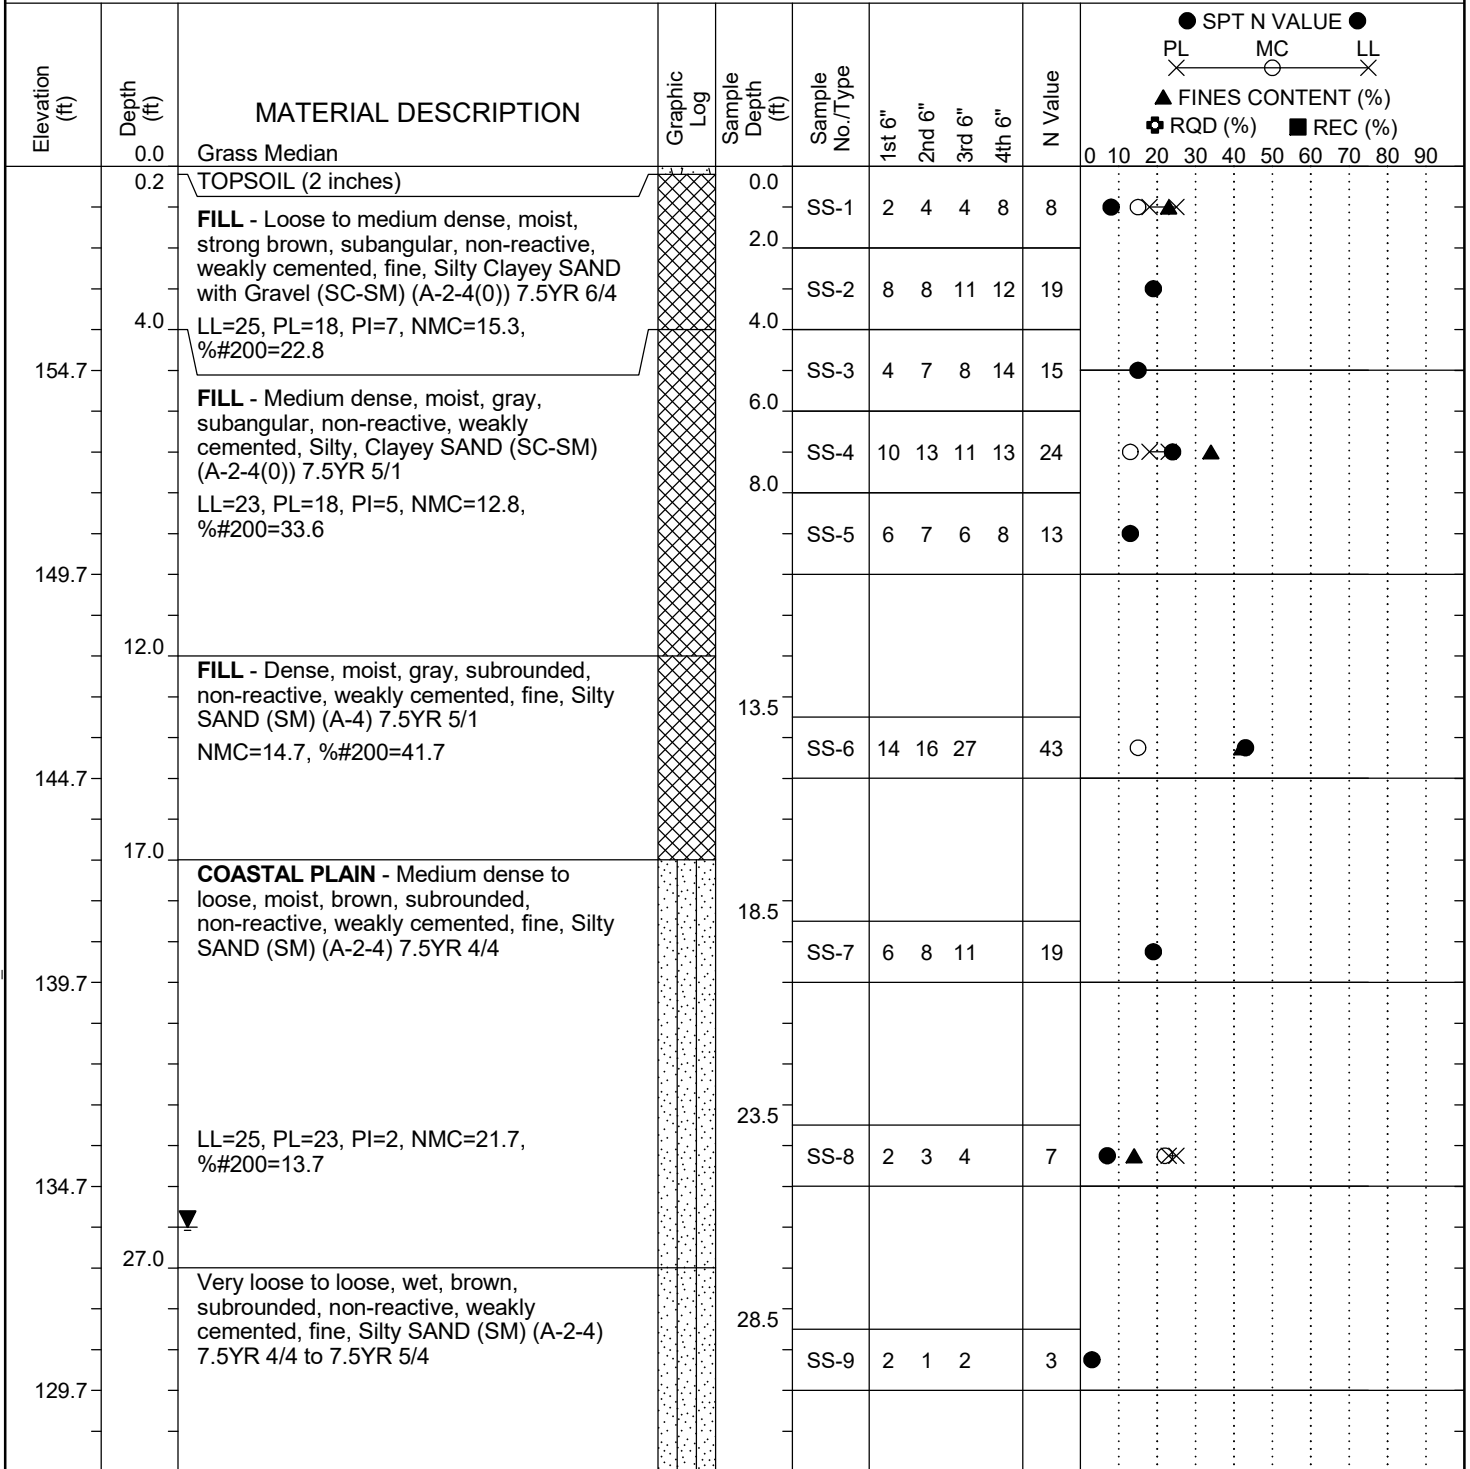 ● SPT N VALUE ●
PL MC LL
▲ FINES CONTENT (%)
RQD (%) ■ REC (%)
0 10 20 30 40 50 60 70 80 90
Elevation (ft)
Depth (ft)
MATERIAL DESCRIPTION
Graphic Log
Sample Depth (ft)
Sample No./Type
1st 6"
2nd 6"
3rd 6"
4th 6"
N Value
0.0 Grass Median
0.2 TOPSOIL (2 inches) 0.0
FILL - Loose to medium dense, moist,
strong brown, subangular, non-reactive,
weakly cemented, fine, Silty Clayey SAND
with Gravel (SC-SM) (A-2-4(0)) 7.5YR 6/4
SS-1 2 4 4 8 8
2.0
SS-2 8 8 11 12 19
4.0 LL=25, PL=18, PI=7, NMC=15.3, 4.0
%#200=22.8
154.7 SS-3 4 7 8 14 15
FILL - Medium dense, moist, gray,
subangular, non-reactive, weakly
cemented, Silty, Clayey SAND (SC-SM)
(A-2-4(0)) 7.5YR 5/1
6.0
SS-4 10 13 11 13 24
8.0
LL=23, PL=18, PI=5, NMC=12.8,
%#200=33.6
SS-5 6 7 6 8 13
149.7
12.0
FILL - Dense, moist, gray, subrounded,
non-reactive, weakly cemented, fine, Silty
SAND (SM) (A-4) 7.5YR 5/1
13.5
NMC=14.7, %#200=41.7
SS-6 14 16 27 43
144.7
17.0
COASTAL PLAIN - Medium dense to
loose, moist, brown, subrounded,
non-reactive, weakly cemented, fine, Silty
SAND (SM) (A-2-4) 7.5YR 4/4
18.5
SS-7 6 8 11 19
139.7
23.5
LL=25, PL=23, PI=2, NMC=21.7,
%#200=13.7
SS-8 2 3 4 7
134.7
27.0
Very loose to loose, wet, brown,
subrounded, non-reactive, weakly
cemented, fine, Silty SAND (SM) (A-2-4)
7.5YR 4/4 to 7.5YR 5/4
28.5
SS-9 2 1 2 3
129.7